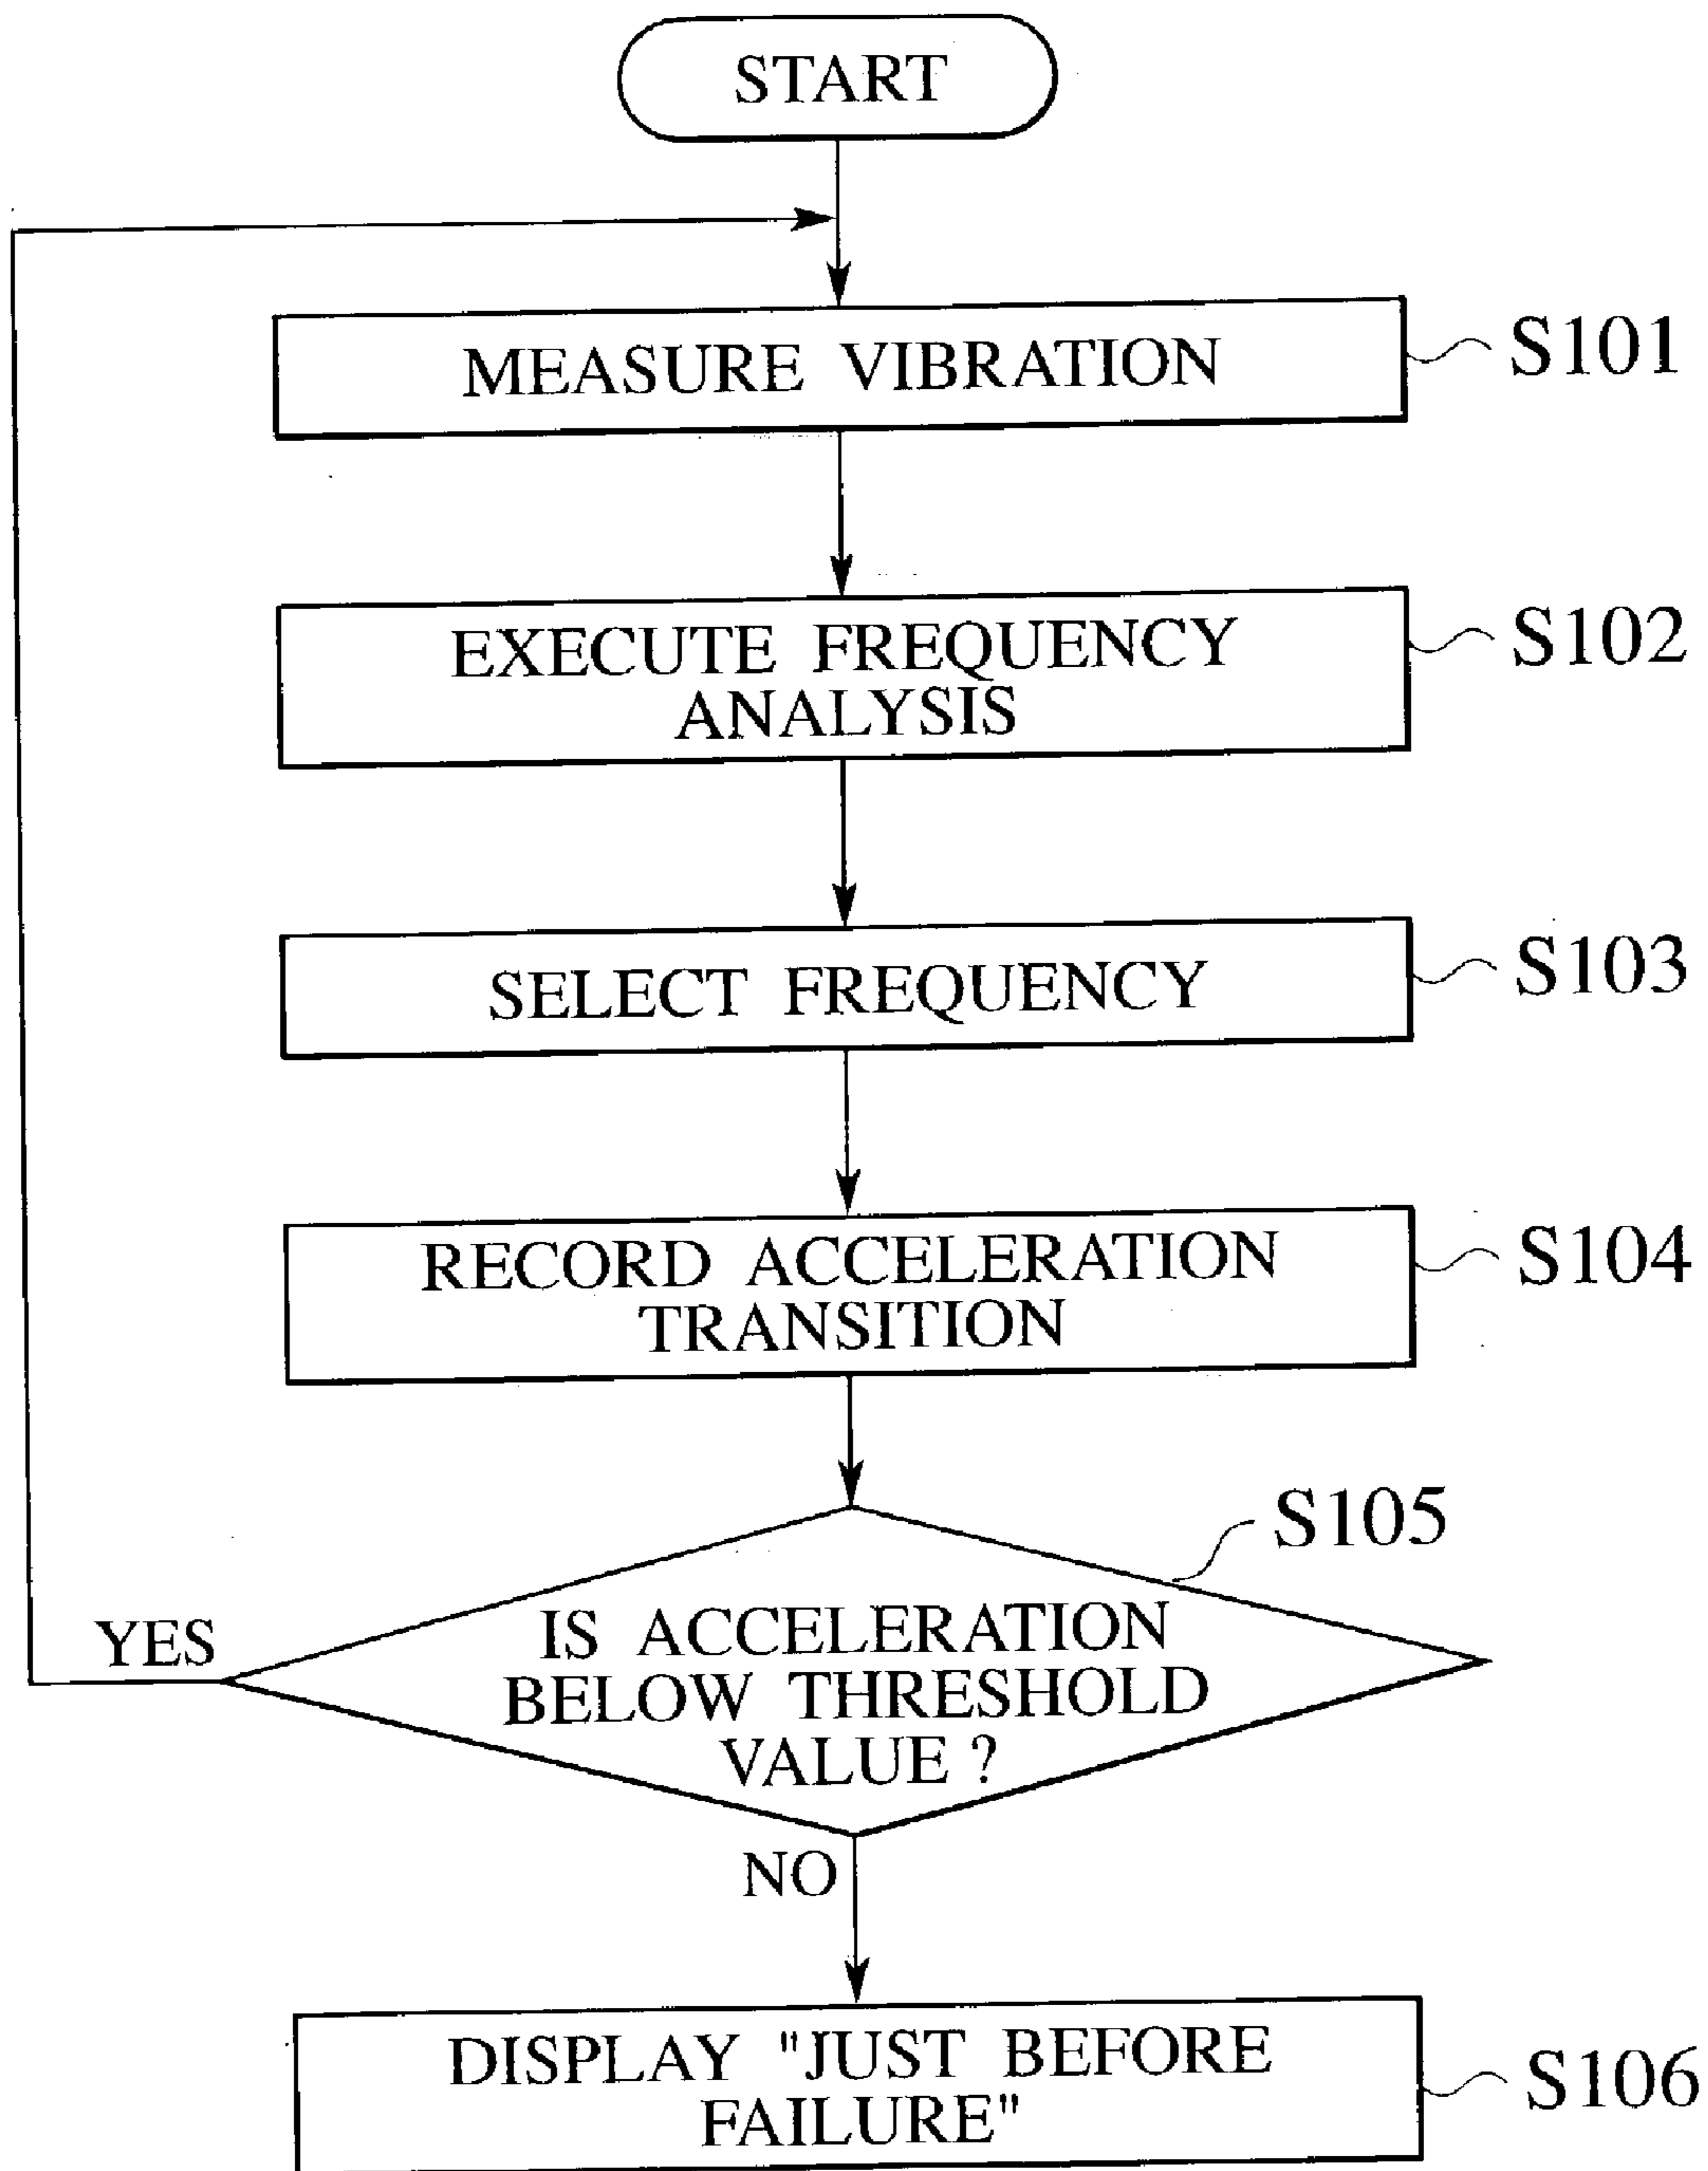 START
MEASURE VIBRATION
S101
EXECUTE FREQUENCY
ANALYSIS
S102
SELECT FREQUENCY
S103
RECORD ACCELERATION
TRANSITION
S104
S105
YES
IS ACCELERATION
BELOW THRESHOLD
VALUE ?
NO
DISPLAY "JUST BEFORE
FAILURE"
S106